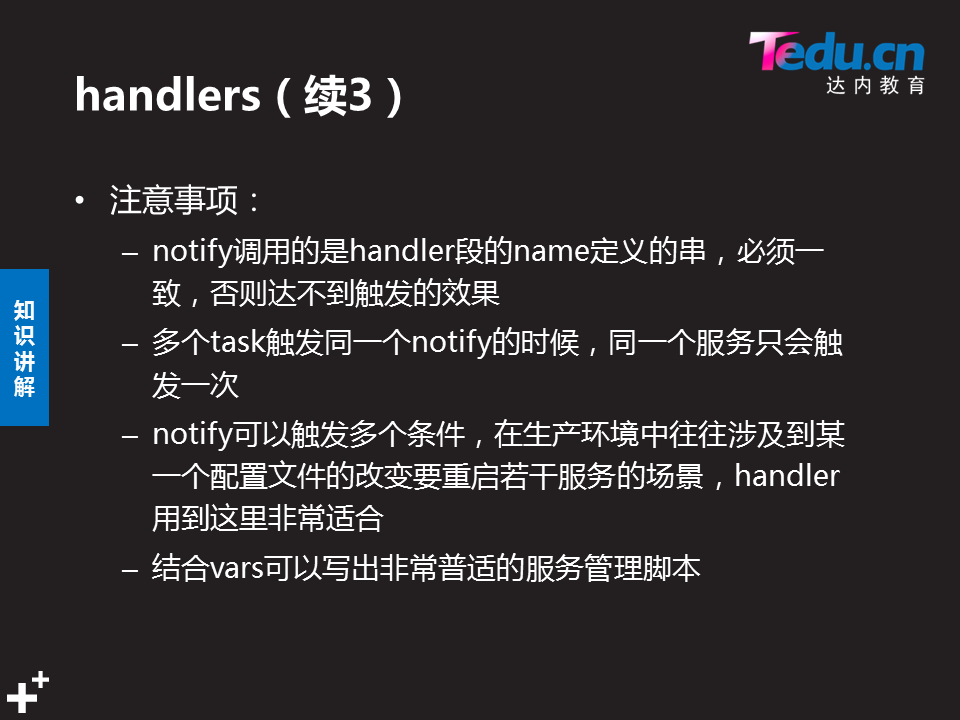 Tedu.cn
达内教育
handlers（续3）
• 注意事项：
– notify调用的是handler段的name定义的串，必须一
致，否则达不到触发的效果
– 多个task触发同一个notify的时候，同一个服务只会触
发一次
– notify可以触发多个条件，在生产环境中往往涉及到某
一个配置文件的改变要重启若干服务的场景，handler
用到这里非常适合
– 结合vars可以写出非常普适的服务管理脚本
知
识
讲
解